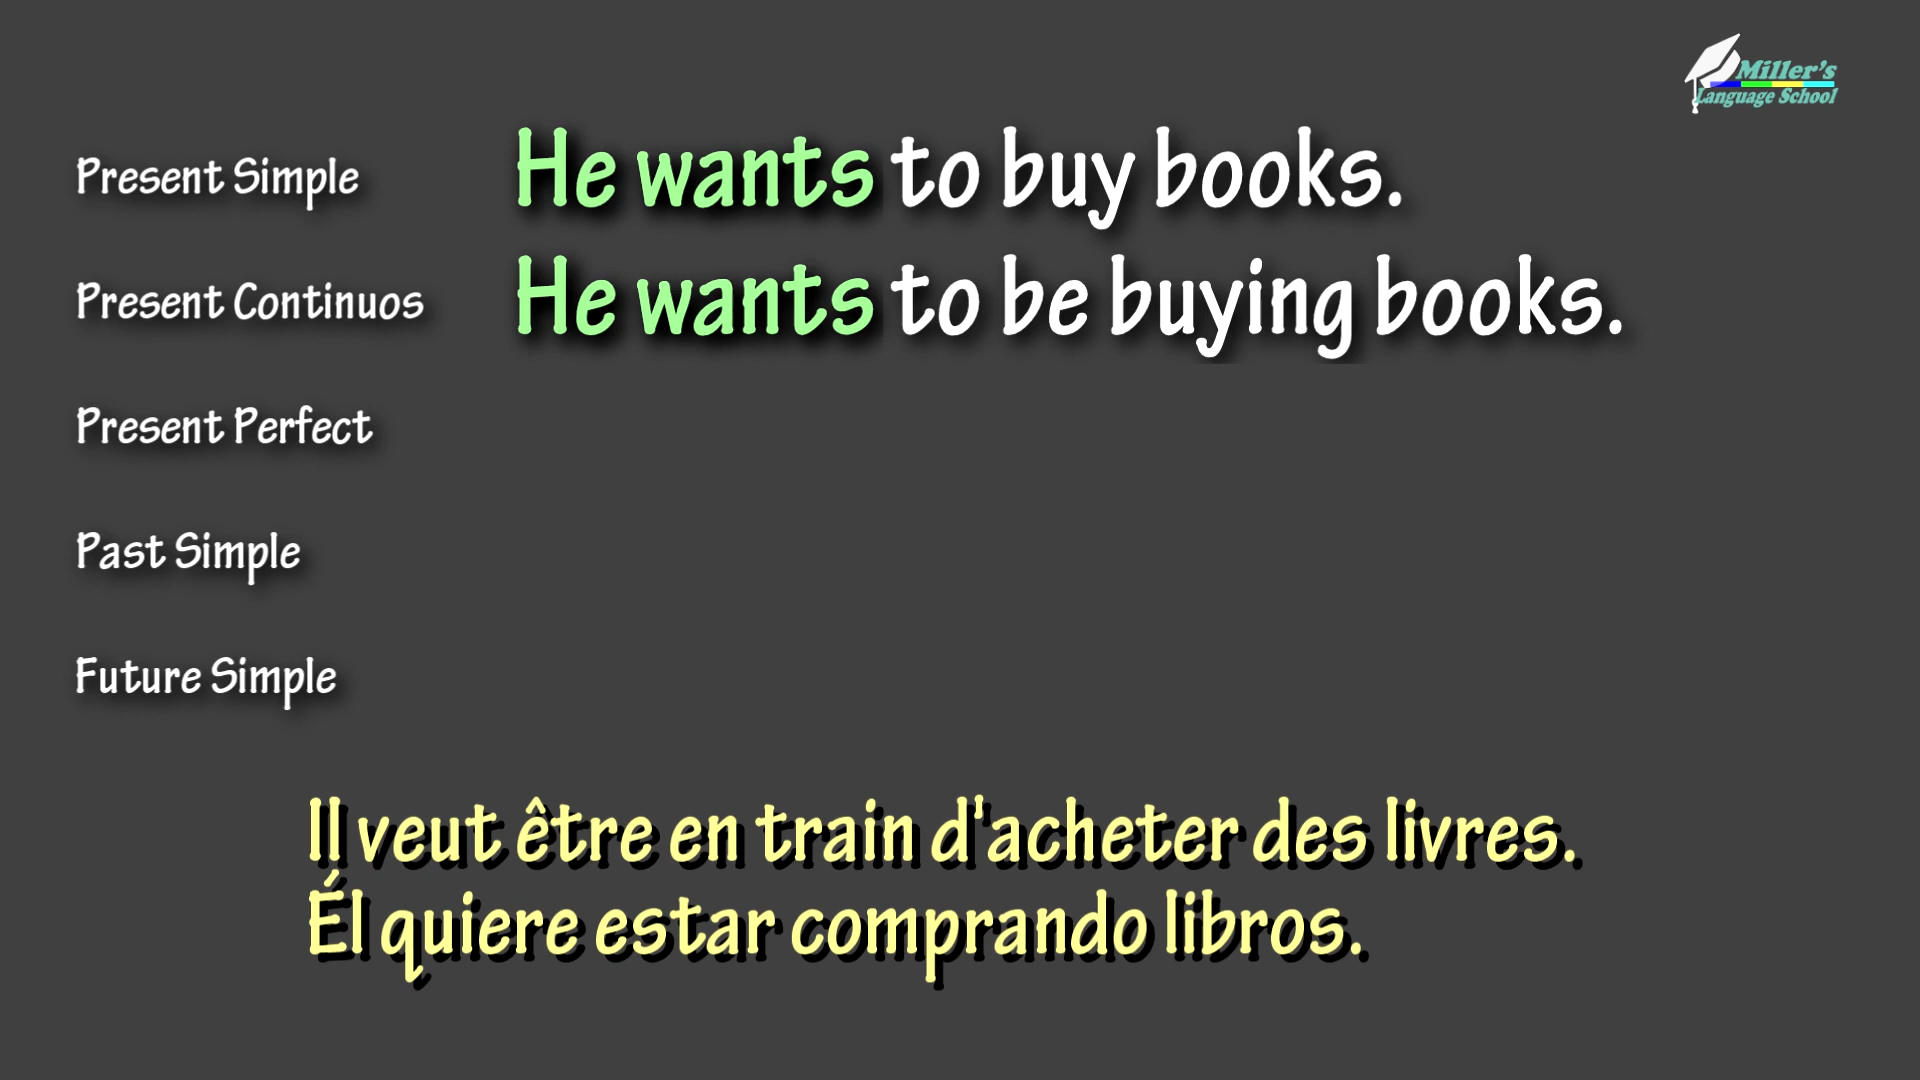 Miller's
Language School
Present Simple He wants to buy books.
Present Continuos He wants to be buying books.
Present Perfect
Past Simple
Future Simple
Il veut être en train d'acheter des livres.
Él quiere estar comprando libros.